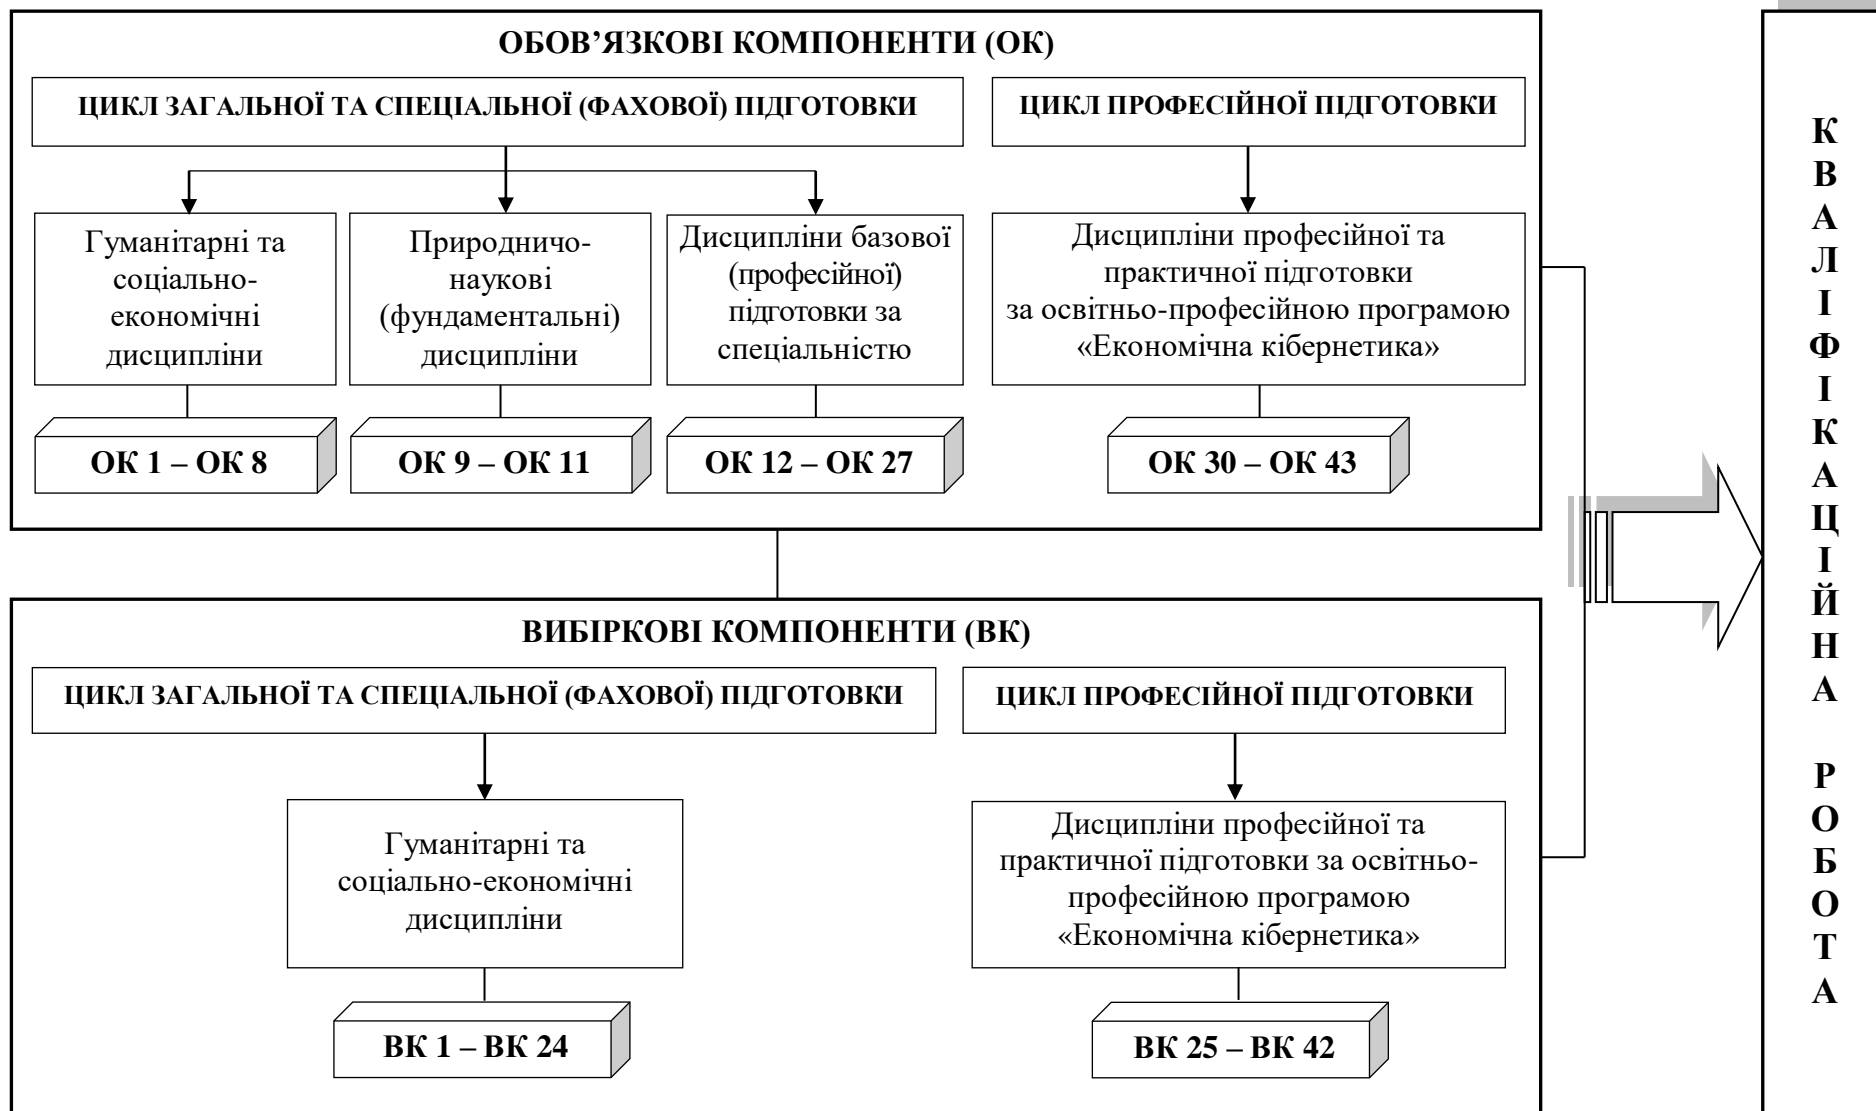 ОБОВ’ЯЗКОВІ КОМПОНЕНТИ (ОК)
ЦИКЛ ЗАГАЛЬНОЇ ТА СПЕЦІАЛЬНОЇ (ФАХОВОЇ) ПІДГОТОВКИ
ЦИКЛ ПРОФЕСІЙНОЇ ПІДГОТОВКИ
Гуманітарні та
соціально-
економічні
дисципліни
Природничо-
наукові
(фундаментальні)
дисципліни
Дисципліни базової
(професійної)
підготовки за
спеціальністю
Дисципліни професійної та
практичної підготовки
за освітньо-професійною програмою
«Економічна кібернетика»
ОК 1 – ОК 8
ОК 9 – ОК 11
ОК 12 – ОК 27
ОК 30 – ОК 43
ВИБІРКОВІ КОМПОНЕНТИ (ВК)
ЦИКЛ ЗАГАЛЬНОЇ ТА СПЕЦІАЛЬНОЇ (ФАХОВОЇ) ПІДГОТОВКИ
ЦИКЛ ПРОФЕСІЙНОЇ ПІДГОТОВКИ
Гуманітарні та
соціально-економічні
дисципліни
Дисципліни професійної та
практичної підготовки за освітньо-
професійною програмою
«Економічна кібернетика»
ВК 1 – ВК 24
ВК 25 – ВК 42
КВАЛІФІКАЦІЙНА РОБОТА